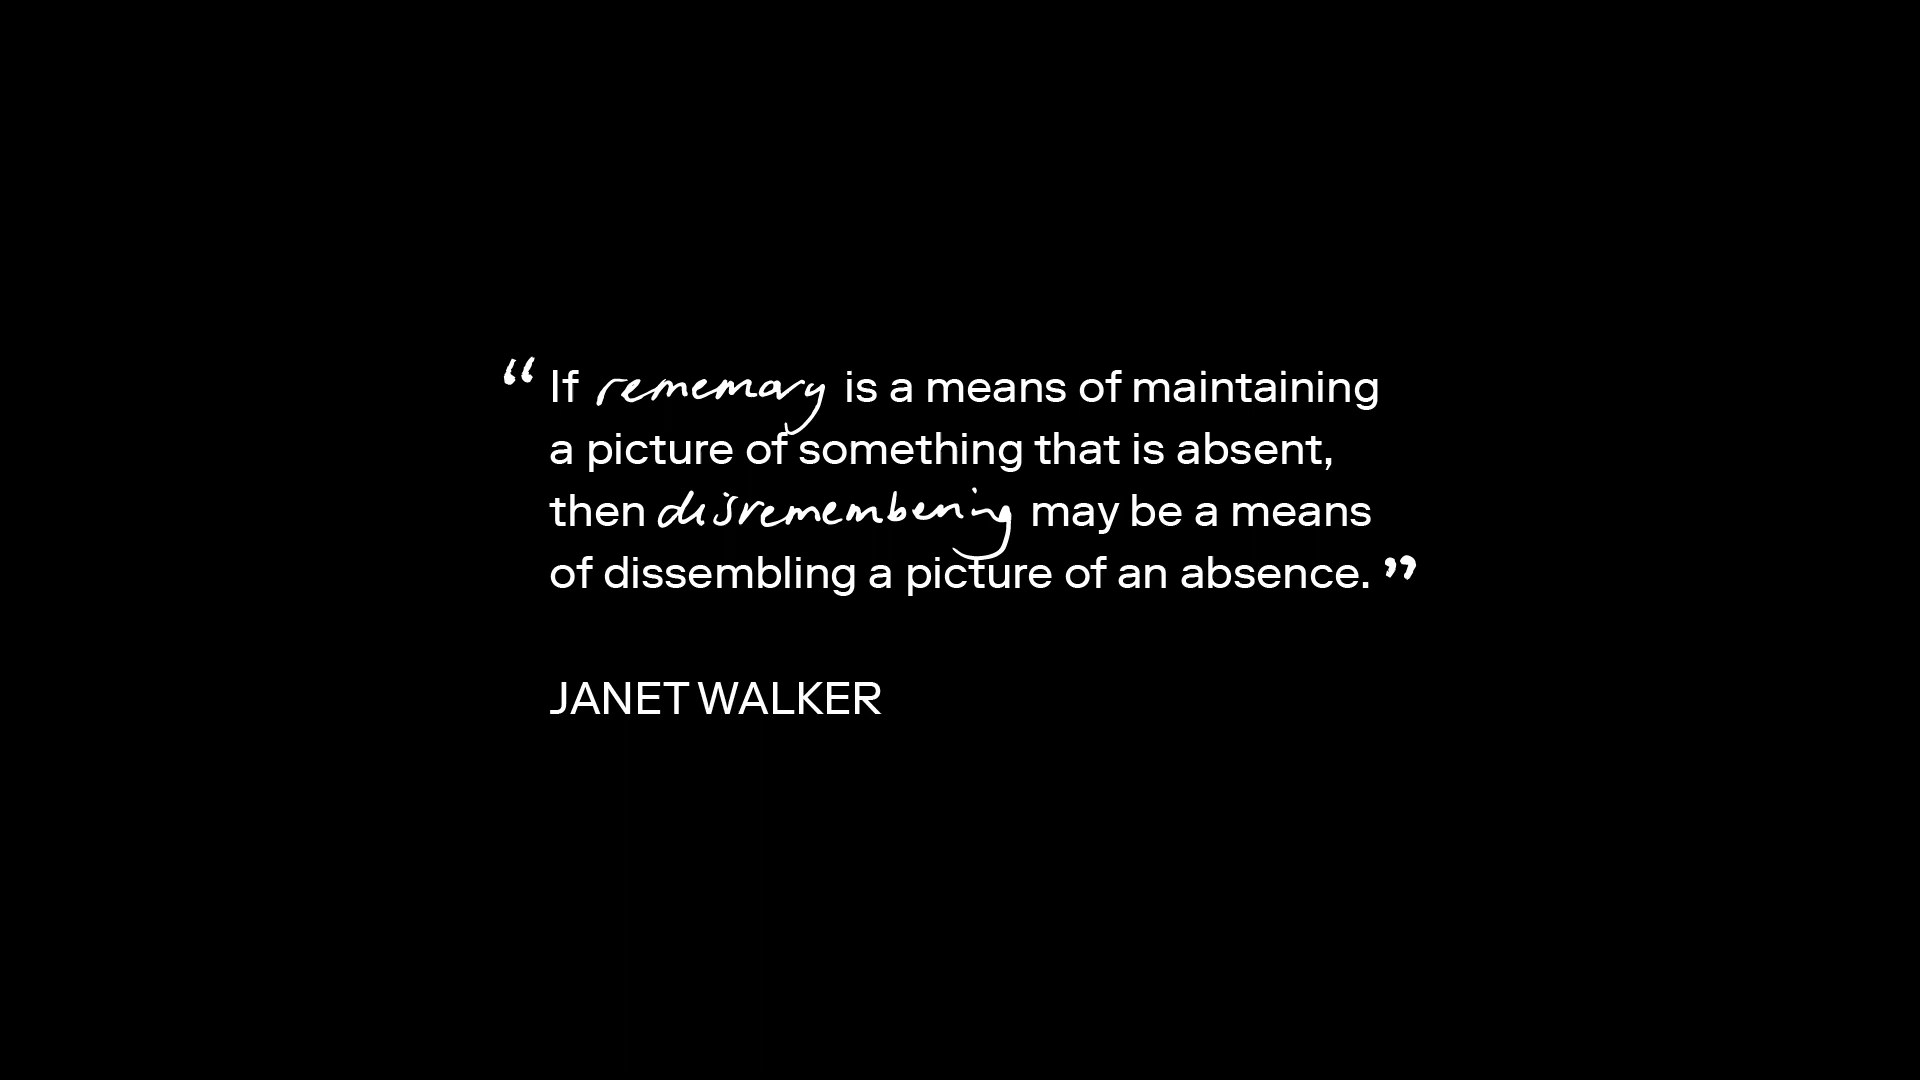 “If rememory is a means of maintaining
a picture of something that is absent,
then disremembering may be a means
of dissembling a picture of an absence.”
JANET WALKER